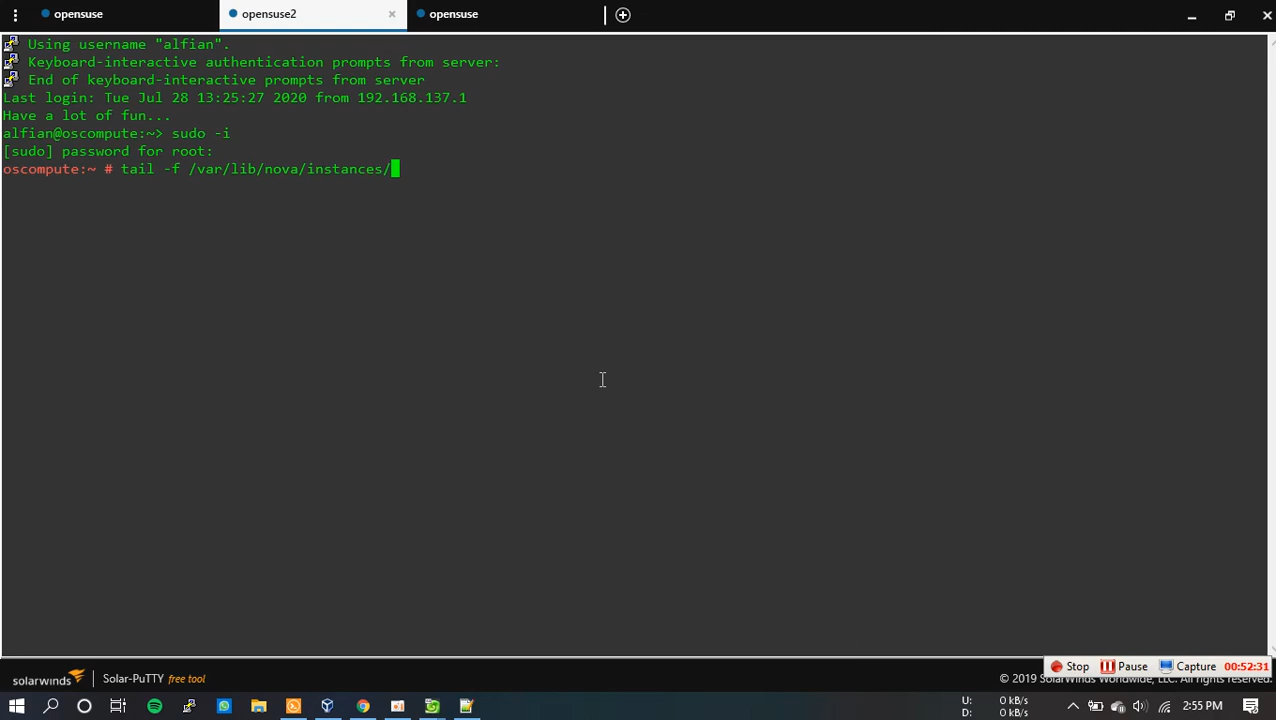 opensuse
opensuse2
opensuse
Using username "alfian".
Keyboard-interactive authentication prompts from server:
End of keyboard-interactive prompts from server
Last login: Tue Jul 28 13:25:27 2020 from 192.168.137.1
Have a lot of fun...
alfian@oscompute:~> sudo -i
[sudo] password for root:
oscompute:~ # tail -f /var/lib/nova/instances/
Stop
Pause
Capture
00:52:31
solarwinds
Solar-PuTTY free tool
© 2019 SolarWinds Worldwide, LLC. All rights reserved.
U: 0 kB/s
D: 0 kB/s
2:55 PM